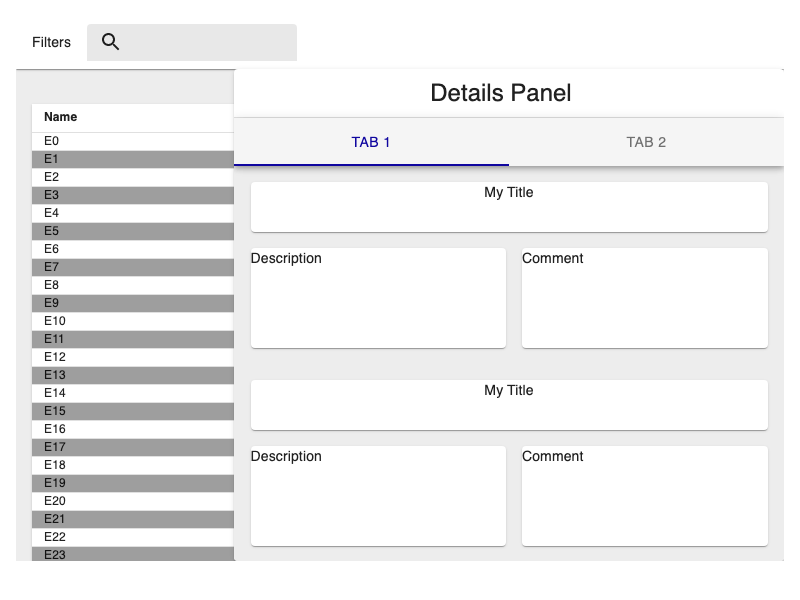 Filters
Details Panel
TAB 1 TAB 2
Name
E0
E1
E2
E3
E4
E5
E6
E7
E8
E9
E10
E11
E12
E13
E14
E15
E16
E17
E18
E19
E20
E21
E22
E23
My Title
Description Comment
My Title
Description Comment